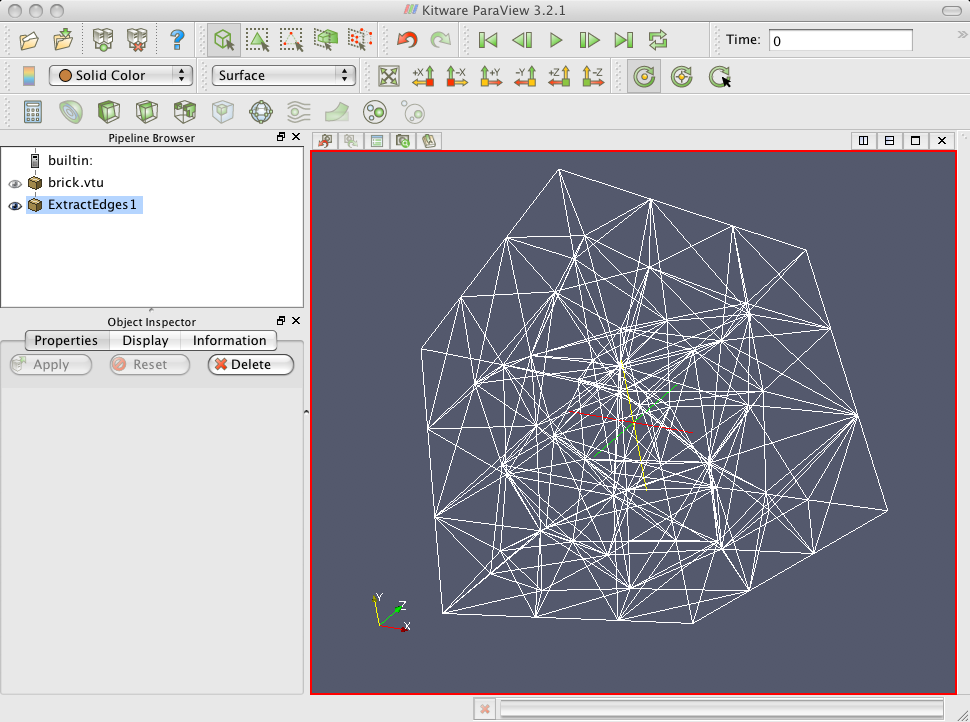 Kitware ParaView 3.2.1
?
Time: 0
Solid Color Surface +X -X +Y -Y +Z -Z
Pipeline Browser
builtin:
brick.vtu
ExtractEdges1
Object Inspector
Properties Display Information
Apply Reset Delete
Y
Z
X